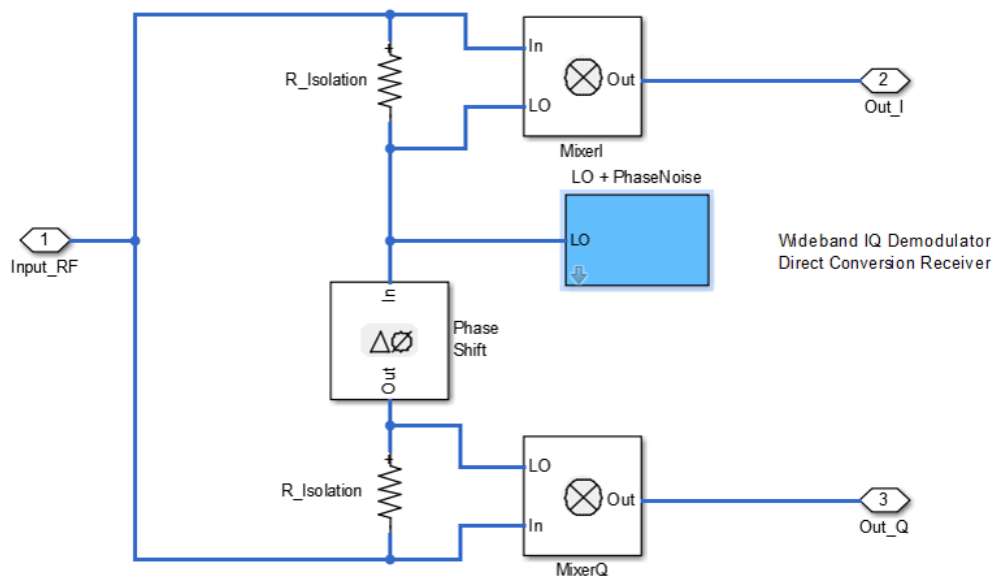 In
R_Isolation
Out
2
LO
Out_I
MixerI
LO + PhaseNoise
1
LO
Wideband IQ Demodulator
Input_RF
Direct Conversion Receiver
In
Phase
ΔØ
Shift
Out
LO
R_Isolation
Out
3
In
Out_Q
MixerQ